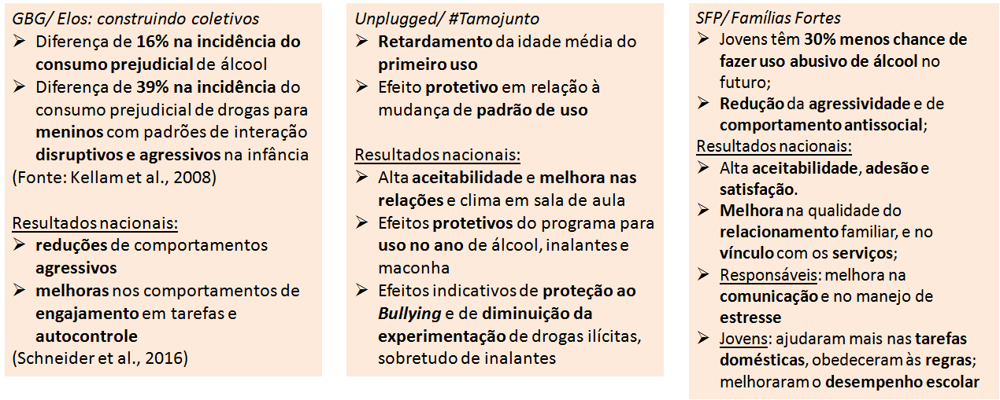 GBG/ Elos: construindo coletivos
➢ Diferença de 16% na incidência do
consumo prejudicial de álcool
➢ Diferença de 39% na incidência do
consumo prejudicial de drogas para
meninos com padrões de interação
disruptivos e agressivos na infância
(Fonte: Kellam et al., 2008)
Resultados nacionais:
➢ reduções de comportamentos
agressivos
➢ melhoras nos comportamentos de
engajamento em tarefas e
autocontrole
(Schneider et al., 2016)
Unplugged/ #Tamojunto
➢ Retardamento da idade média do
primeiro uso
➢ Efeito protetivo em relação à
mudança de padrão de uso
Resultados nacionais:
➢ Alta aceitabilidade e melhora nas
relações e clima em sala de aula
➢ Efeitos protetivos do programa para
uso no ano de álcool, inalantes e
maconha
➢ Efeitos indicativos de proteção ao
Bullying e de diminuição da
experimentação de drogas ilícitas,
sobretudo de inalantes
SFP/ Famílias Fortes
➢ Jovens têm 30% menos chance de
fazer uso abusivo de álcool no
futuro;
➢ Redução da agressividade e de
comportamento antissocial;
Resultados nacionais:
➢ Alta aceitabilidade, adesão e
satisfação.
➢ Melhora na qualidade do
relacionamento familiar, e no
vínculo com os serviços;
➢ Responsáveis: melhora na
comunicação e no manejo de
estresse
➢ Jovens: ajudaram mais nas tarefas
domésticas, obedeceram às regras;
melhoraram o desempenho escolar